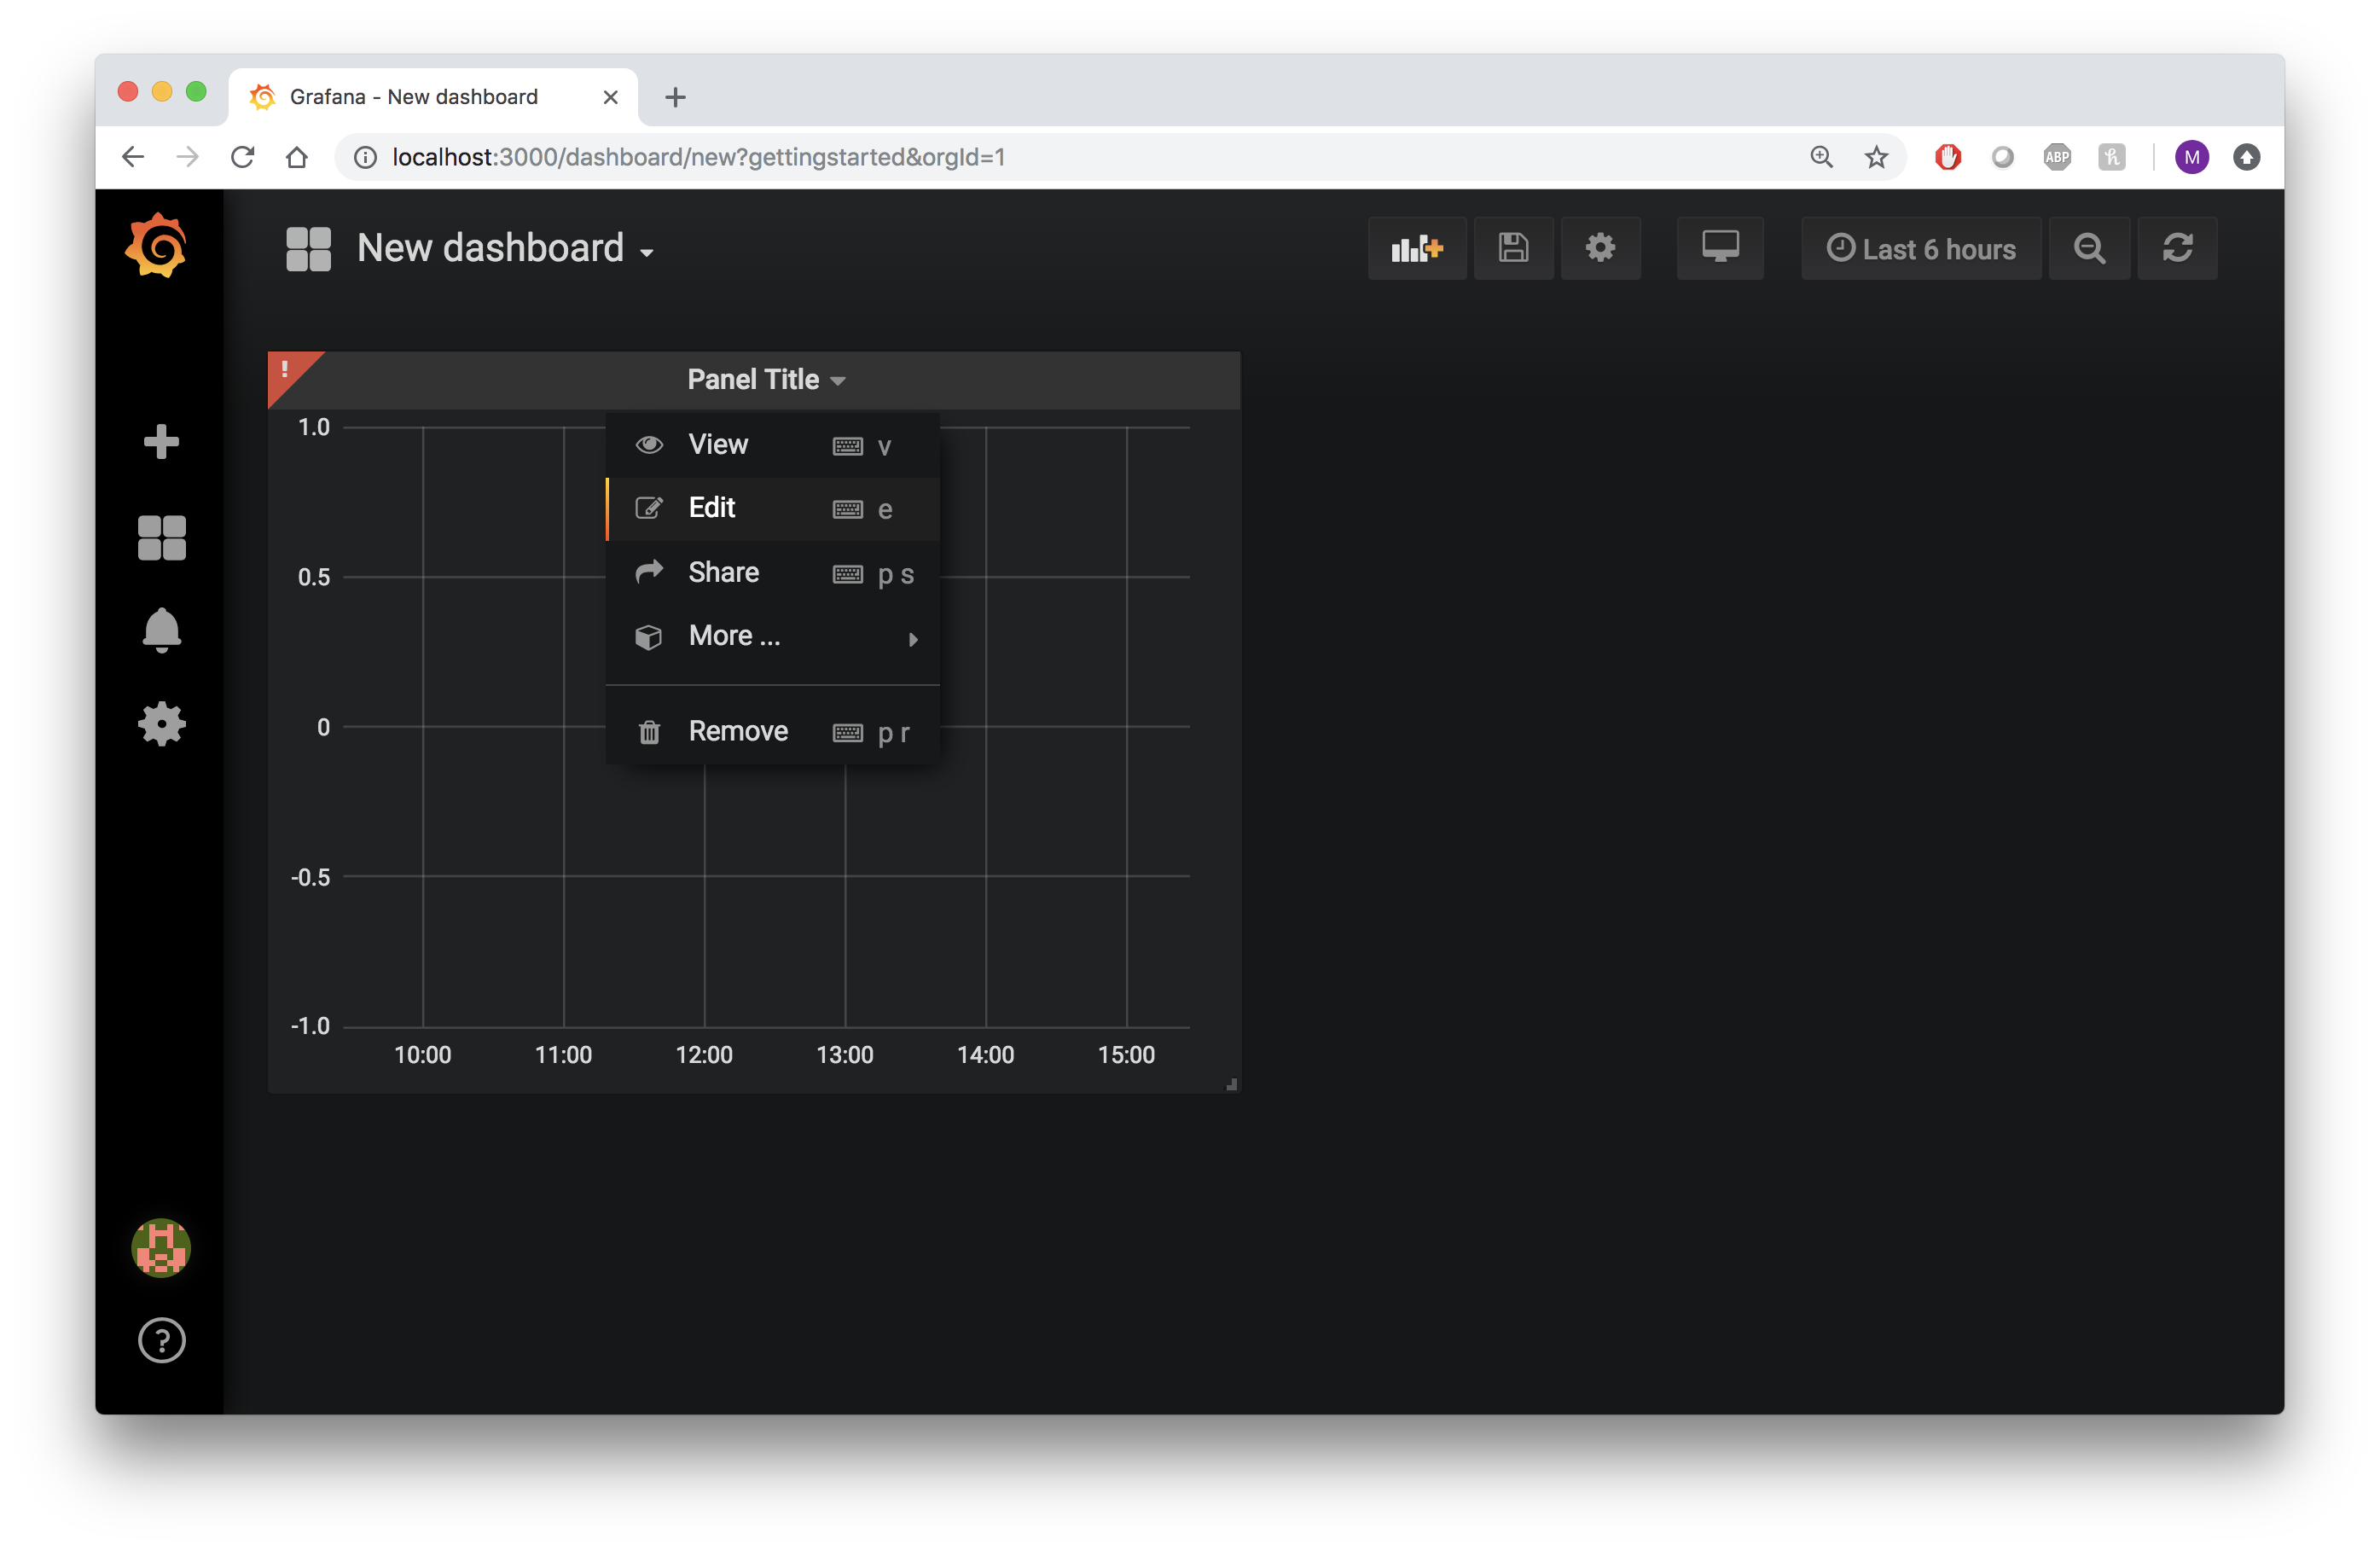 Grafana - New dashboard
localhost:3000/dashboard/new?gettingstarted&orgId=1
ABP
h
M
New dashboard
Last 6 hours
!
Panel Title
View v
Edit e
Share p s
More ...
Remove p r
1.0
0.5
0
-0.5
-1.0
10:00 11:00 12:00 13:00 14:00 15:00
?